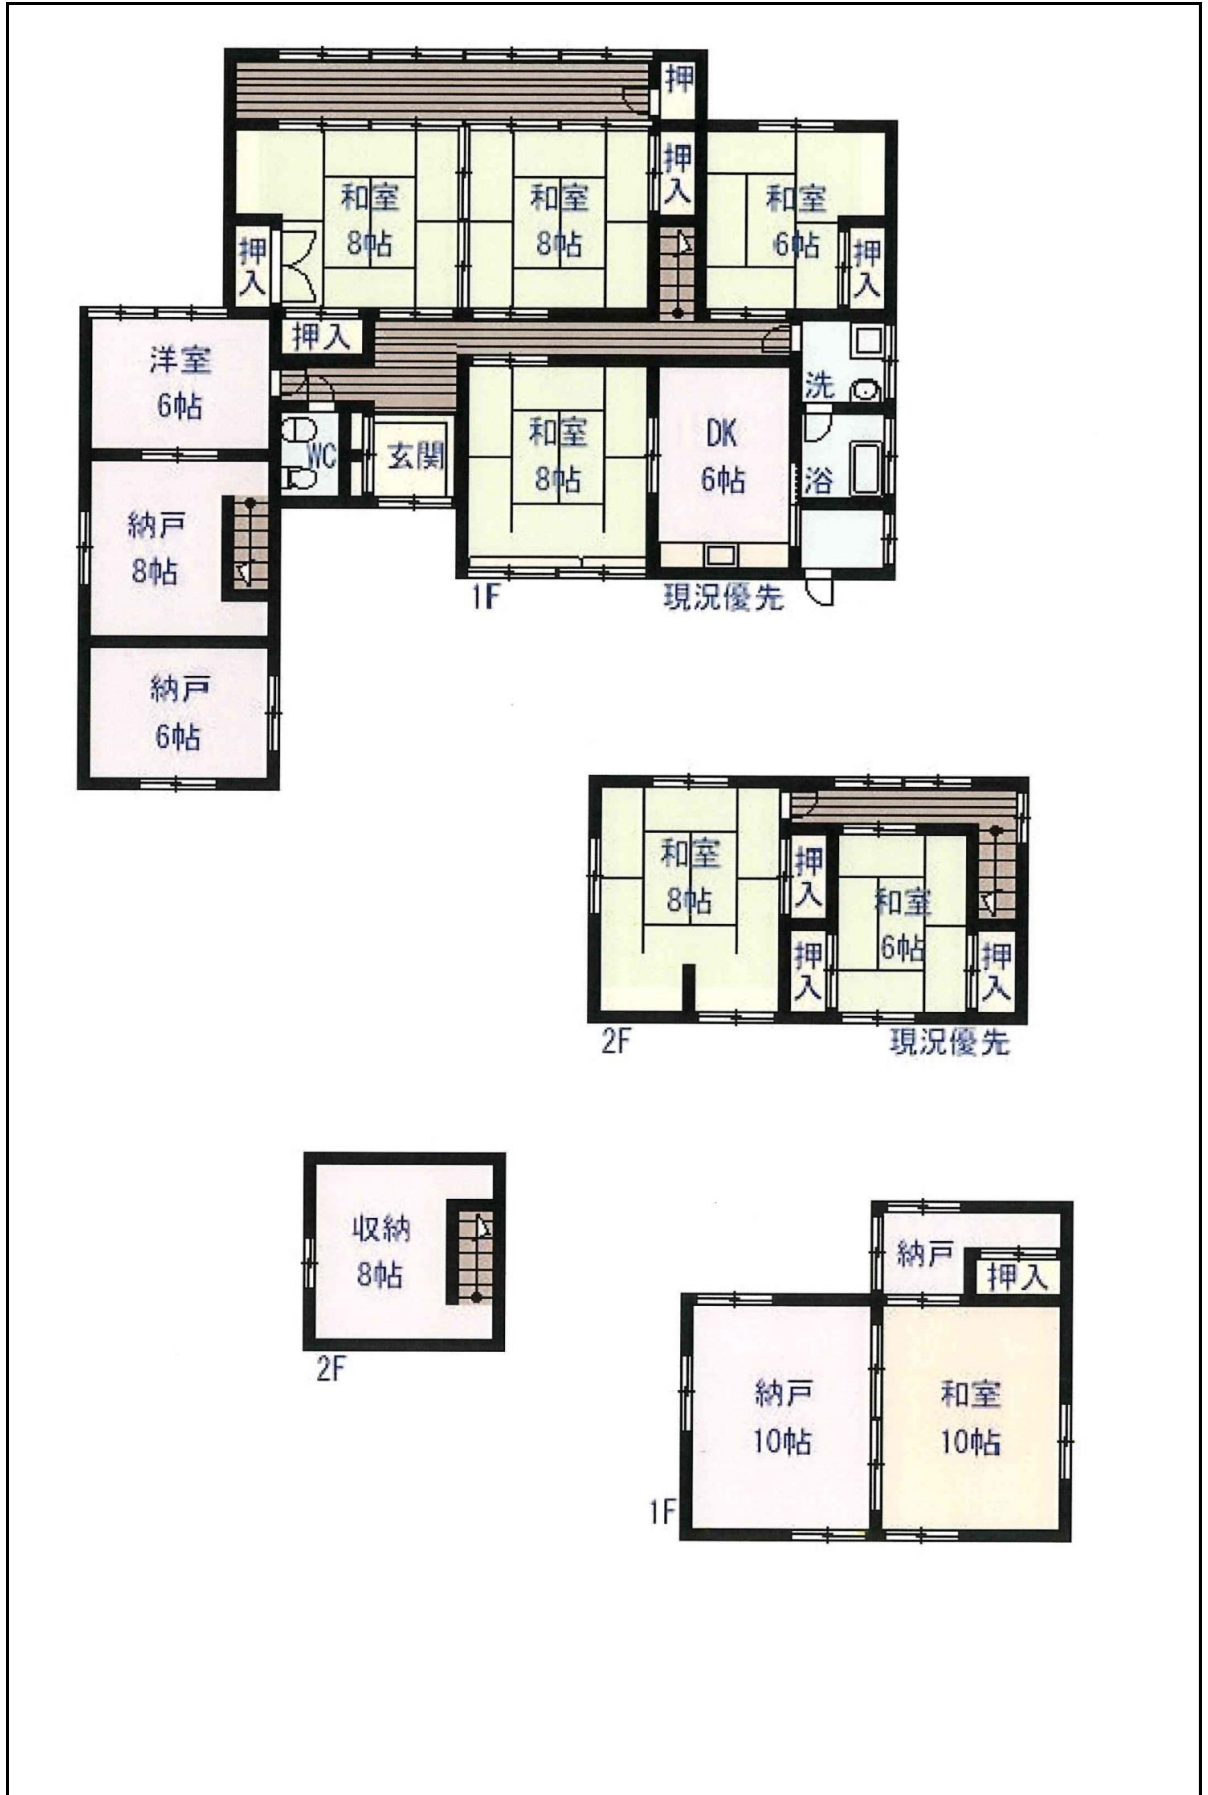 押
押入
和室
8帖
和室
8帖
和室
6帖
押入
押入
押入
洋室
6帖
WC
玄関
和室
8帖
DK
6帖
洗
浴
納戸
8帖
1F
現況優先
納戸
6帖
和室
8帖
押入
和室
6帖
押入
押入
2F
現況優先
収納
8帖
2F
納戸
押入
納戸
10帖
和室
10帖
1F